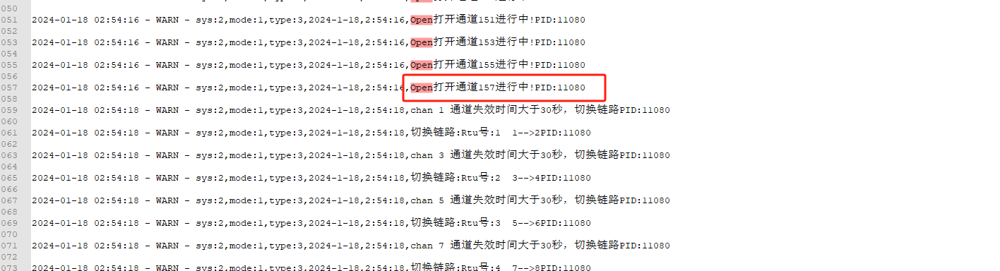 050
051 2024-01-18 02:54:16 - WARN - sys:2,mode:1,type:3,2024-1-18,2:54:16,Open打开通道151进行中!PID:11080
052
053 2024-01-18 02:54:16 - WARN - sys:2,mode:1,type:3,2024-1-18,2:54:16,Open打开通道153进行中!PID:11080
054
055 2024-01-18 02:54:16 - WARN - sys:2,mode:1,type:3,2024-1-18,2:54:16,Open打开通道155进行中!PID:11080
056
057 2024-01-18 02:54:16 - WARN - sys:2,mode:1,type:3,2024-1-18,2:54:16,Open打开通道157进行中!PID:11080
058
059 2024-01-18 02:54:18 - WARN - sys:2,mode:1,type:3,2024-1-18,2:54:18,chan 1 通道失效时间大于30秒，切换链路PID:11080
060
061 2024-01-18 02:54:18 - WARN - sys:2,mode:1,type:3,2024-1-18,2:54:18,切换链路:Rtu号:1  1-->2PID:11080
062
063 2024-01-18 02:54:18 - WARN - sys:2,mode:1,type:3,2024-1-18,2:54:18,chan 3 通道失效时间大于30秒，切换链路PID:11080
064
065 2024-01-18 02:54:18 - WARN - sys:2,mode:1,type:3,2024-1-18,2:54:18,切换链路:Rtu号:2  3-->4PID:11080
066
067 2024-01-18 02:54:18 - WARN - sys:2,mode:1,type:3,2024-1-18,2:54:18,chan 5 通道失效时间大于30秒，切换链路PID:11080
068
069 2024-01-18 02:54:18 - WARN - sys:2,mode:1,type:3,2024-1-18,2:54:18,切换链路:Rtu号:3  5-->6PID:11080
070
071 2024-01-18 02:54:18 - WARN - sys:2,mode:1,type:3,2024-1-18,2:54:18,chan 7 通道失效时间大于30秒，切换链路PID:11080
072
073 2024-01-18 02:54:18 - WARN - sys:2,mode:1,type:3,2024-1-18,2:54:18,切换链路:Rtu号:4  7-->8PID:11080